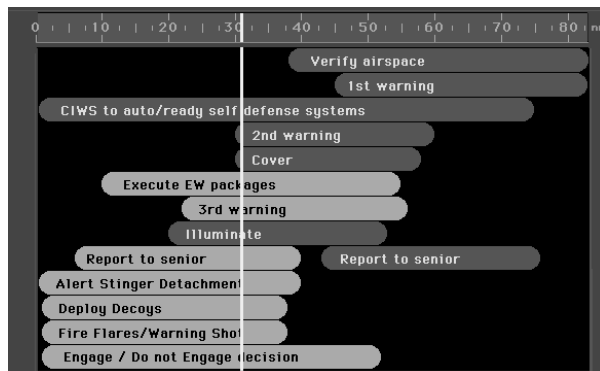 0 10 20 30 40 50 60 70 80
Verify airspace
1st warning
CIWS to auto/ready self defense systems
2nd warning
Cover
Execute EW packages
3rd warning
Illuminate
Report to senior Report to senior
Alert Stinger Detachment
Deploy Decoys
Fire Flares/Warning Shot
Engage / Do not Engage decision